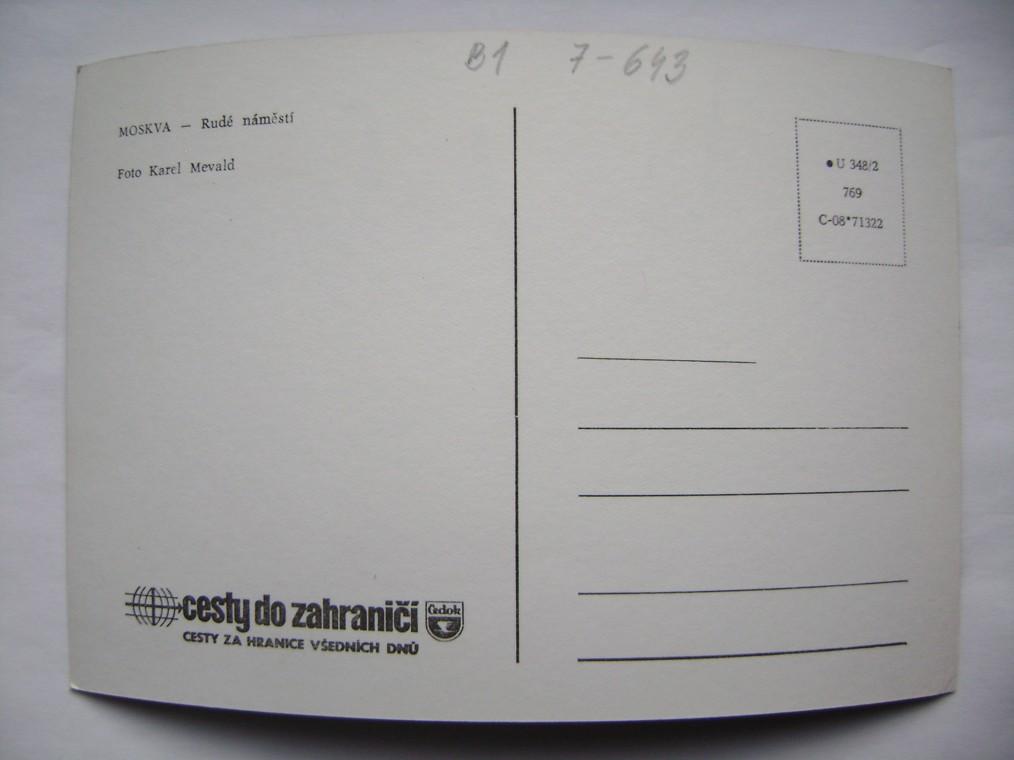 B1 7-643
MOSKVA — Rudé náměstí
Foto Karel Mevald
● U 348/2
769
C-08*71322
cesty do zahraničí
Čedok
CESTY ZA HRANICE VŠEDNÍCH DNŮ